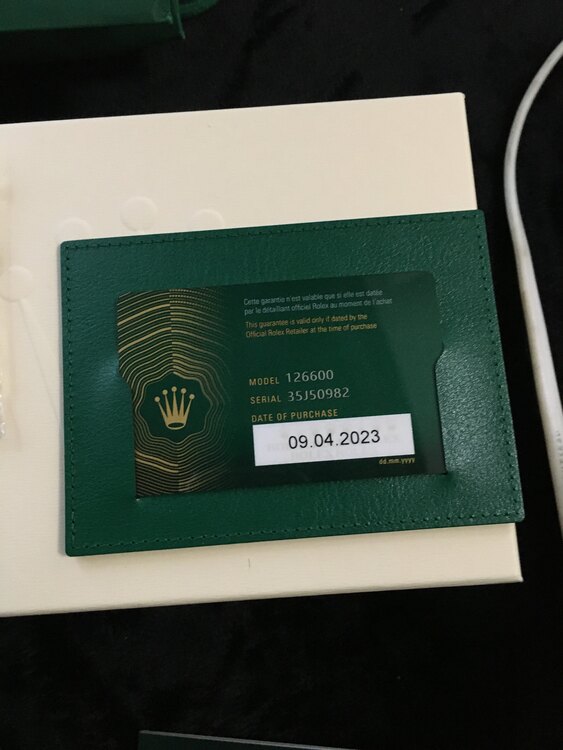 Cette garantie n'est valable que si elle est datée
par le détaillant officiel Rolex au moment de l'achat
This guarantee is valid only if dated by the
Official Rolex Retailer at the time of purchase
MODEL 126600
SERIAL 35J50982
DATE OF PURCHASE
09.04.2023
dd.mm.yyyy